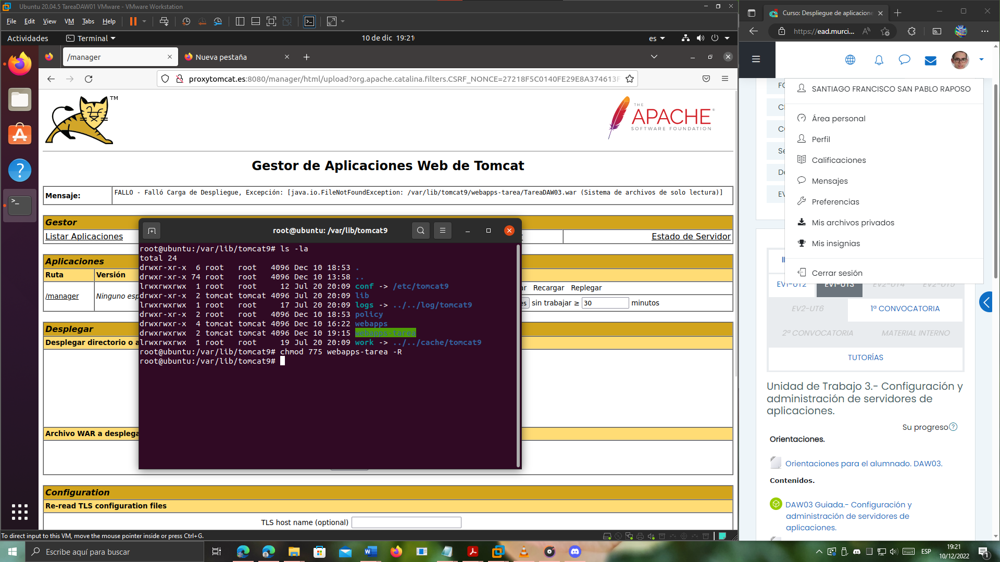 Ubuntu 20.04.5 TareaDAW01 VMware - VMware Workstation
File Edit View VM Tabs Help
Actividades
Terminal
10 de dic 19:21
es
/manager
Nueva pestaña
proxytomcat.es:8080/manager/html/upload?org.apache.catalina.filters.CSRF_NONCE=27218F5C0140FE29E8A374613F
TM
THE
APACHE
SOFTWARE FOUNDATION
Gestor de Aplicaciones Web de Tomcat
Mensaje:
FALLO - Falló Carga de Despliegue, Excepción: [java.io.FileNotFoundException: /var/lib/tomcat9/webapps-tarea/TareaDAW03.war (Sistema de archivos de solo lectura)]
Gestor
Listar Aplicaciones
Estado de Servidor
Aplicaciones
Ruta
Versión
/manager
Ninguno esp
ar Recargar Replegar
es sin trabajar ≥ 30 minutos
Desplegar
Desplegar directorio o a
Archivo WAR a desplega
Configuration
Re-read TLS configuration files
TLS host name (optional)
root@ubuntu: /var/lib/tomcat9
root@ubuntu:/var/lib/tomcat9# ls -la
total 24
drwxr-xr-x 6 root root 4096 Dec 10 18:53 .
drwxr-xr-x 74 root root 4096 Dec 10 13:58 ..
lrwxrwxrwx 1 root root 12 Jul 20 20:09 conf -> /etc/tomcat9
drwxr-xr-x 2 tomcat tomcat 4096 Jul 20 20:09 lib
lrwxrwxrwx 1 root root 17 Jul 20 20:09 logs -> ../../log/tomcat9
drwxr-xr-x 2 root root 4096 Dec 10 18:53 policy
drwxr-xr-x 4 tomcat tomcat 4096 Dec 10 16:22 webapps
drwxrwxrwx 2 tomcat tomcat 4096 Dec 10 19:15 webapps-tarea
lrwxrwxrwx 1 root root 19 Jul 20 20:09 work -> ../../cache/tomcat9
root@ubuntu:/var/lib/tomcat9# chmod 775 webapps-tarea -R
root@ubuntu:/var/lib/tomcat9#
To direct input to this VM, move the mouse pointer inside or press Ctrl+G.
Curso: Despliegue de aplicacione
https://ead.murci...
SANTIAGO FRANCISCO SAN PABLO RAPOSO
Área personal
Perfil
Calificaciones
Mensajes
Preferencias
Mis archivos privados
Mis insignias
Cerrar sesión
FO
CO
Se
De
EV
EV1-UT2
EV1-UT3
EV2-UT4
EV2-UT5
EV2-UT6
1ª CONVOCATORIA
2ª CONVOCATORIA
MATERIAL INTERNO
TUTORÍAS
Unidad de Trabajo 3.- Configuración y
administración de servidores de
aplicaciones.
Su progreso
Orientaciones.
Orientaciones para el alumnado. DAW03.
Contenidos.
DAW03 Guiada.- Configuración y
administración de servidores de
aplicaciones.
Escribe aquí para buscar
ESP
19:21
10/12/2022
1